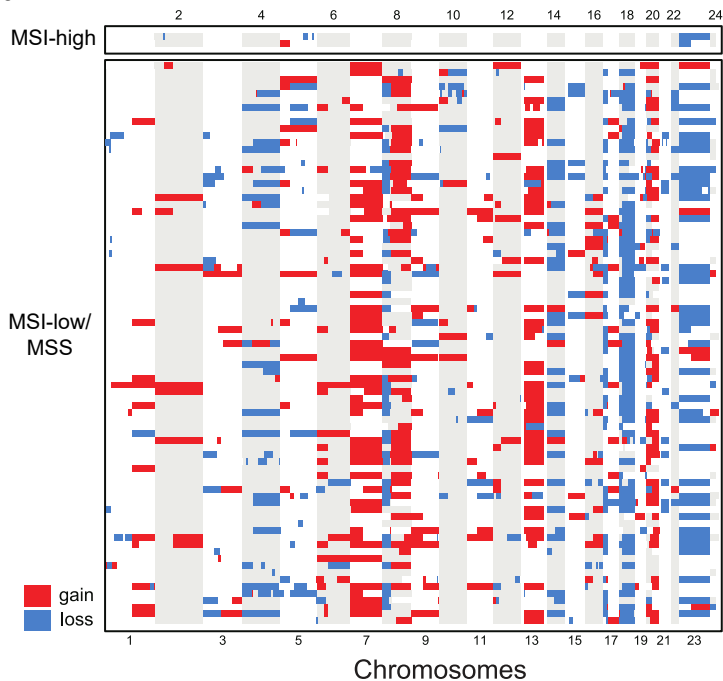 2 4 6 8 10 12 14 16 18 20 22 24
MSI-high
MSI-low/
MSS
gain
loss
1 3 5 7 9 11 13 15 17 19 21 23
Chromosomes